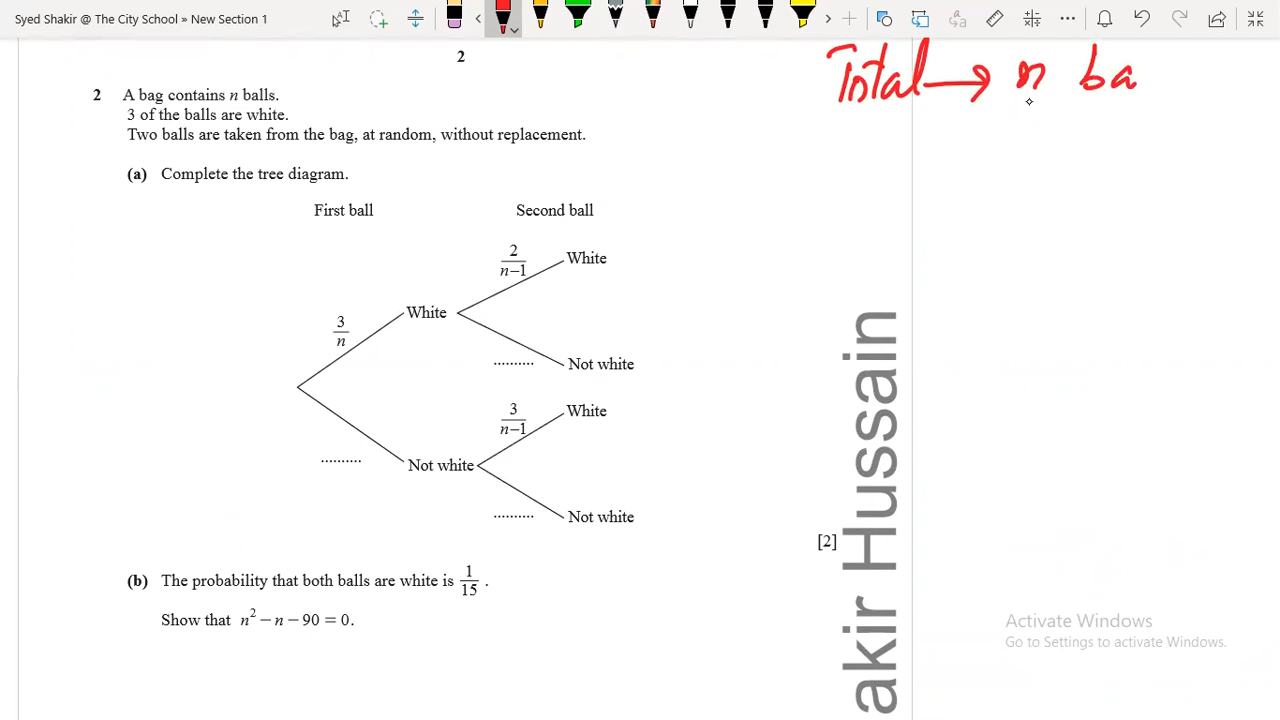 Syed Shakir @ The City School » New Section 1
2
Total → n ba
2 A bag contains n balls.
3 of the balls are white.
Two balls are taken from the bag, at random, without replacement.
(a) Complete the tree diagram.
First ball Second ball
2/(n–1) White
3/n White
.......... Not white
3/(n–1) White
.......... Not white
.......... Not white
[2]
(b) The probability that both balls are white is 1/15 .
Show that n² – n – 90 = 0.
akir Hussain
Activate Windows
Go to Settings to activate Windows.